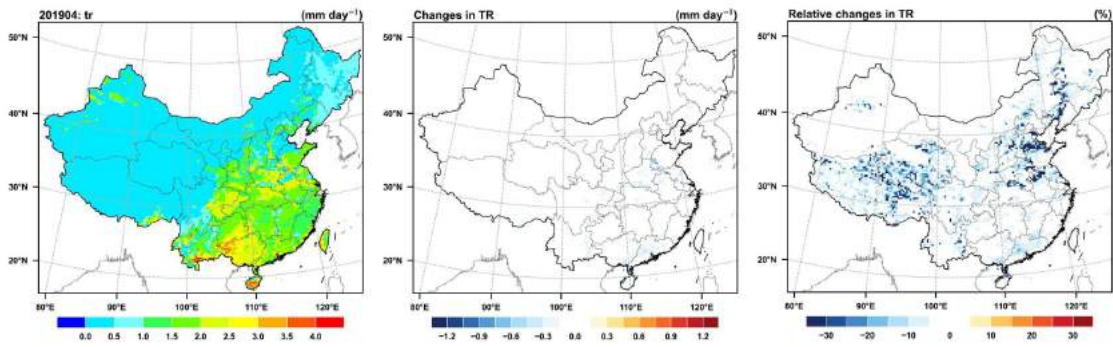 201904: tr (mm day⁻¹)
Changes in TR (mm day⁻¹)
Relative changes in TR (%)
50°N 50°N 50°N
40°N 40°N 40°N
30°N 30°N 30°N
20°N 20°N 20°N
80°E 90°E 100°E 110°E 120°E 80°E 90°E 100°E 110°E 120°E 80°E 90°E 100°E 110°E 120°E
0.0 0.5 1.0 1.5 2.0 2.5 3.0 3.5 4.0
−1.2 −0.9 −0.6 −0.3 0.0 0.3 0.6 0.9 1.2
−30 −20 −10 0 10 20 30